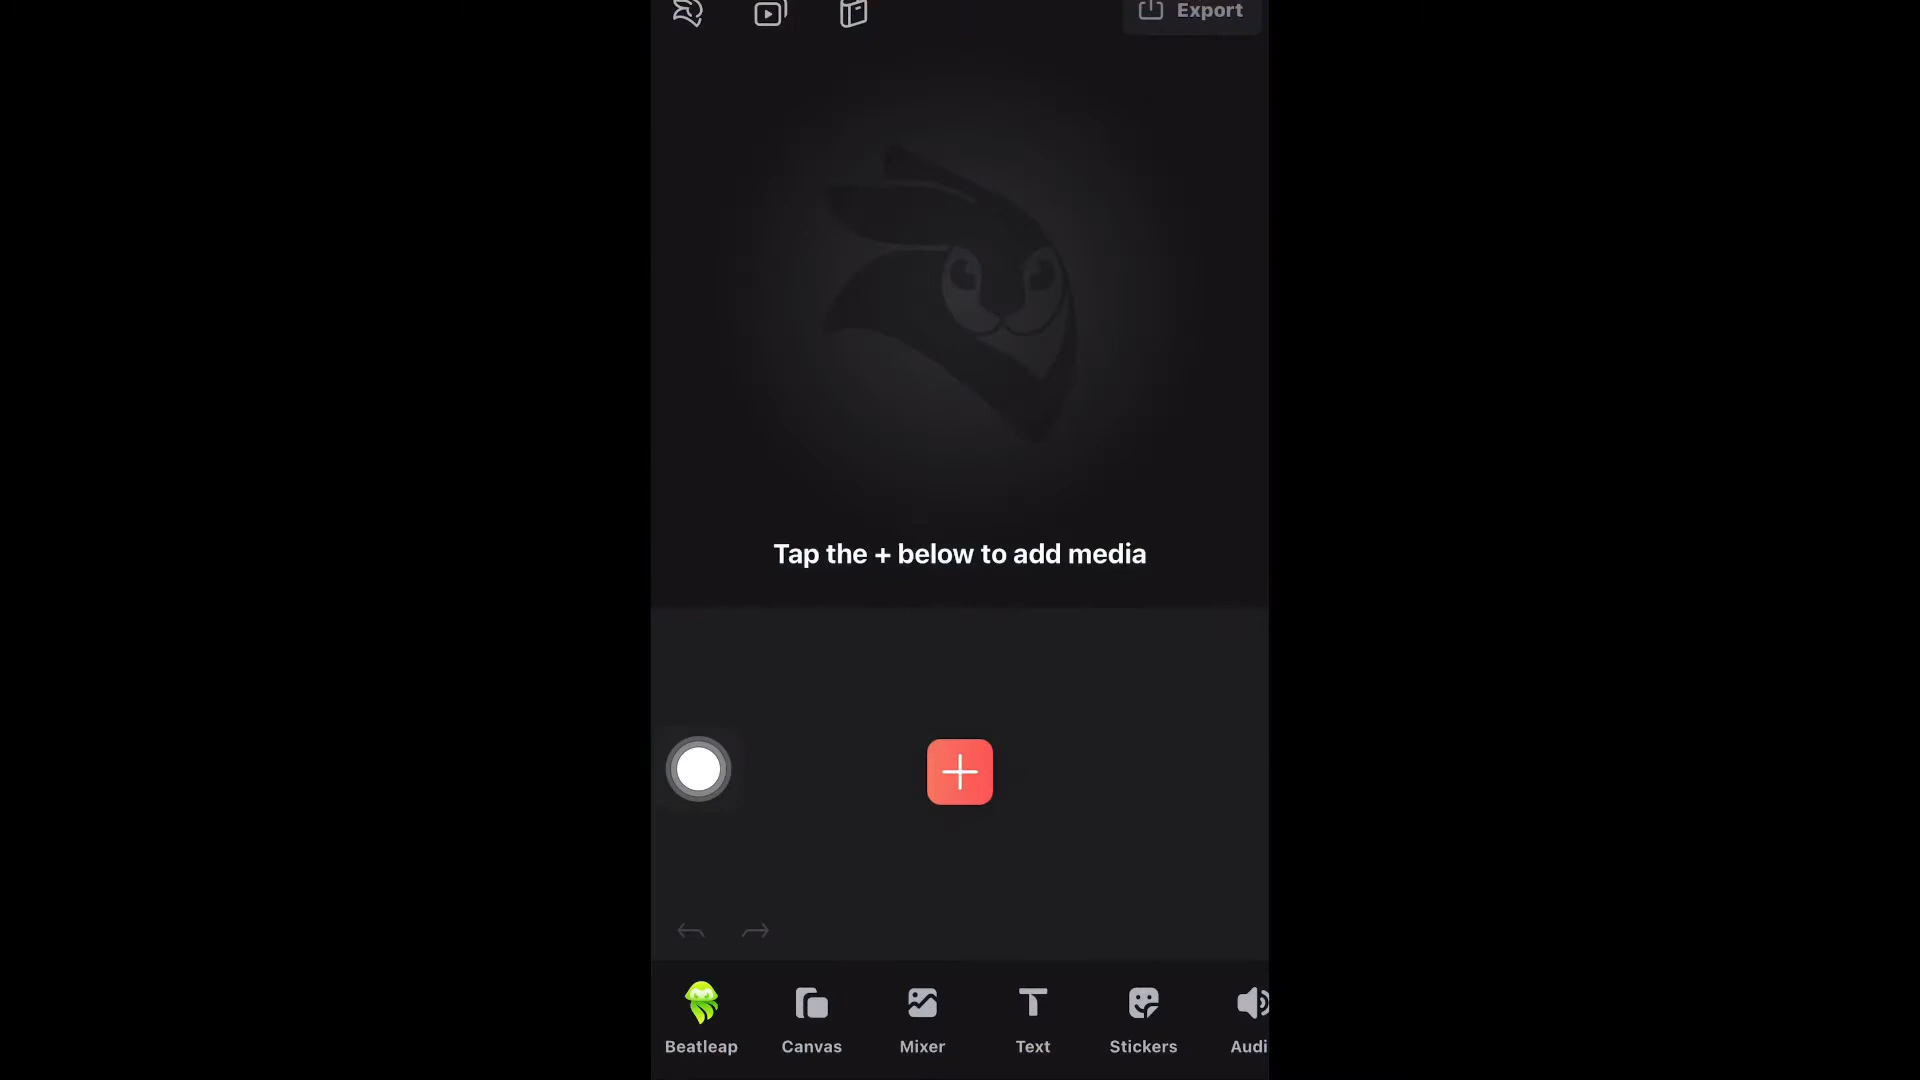 Export
Tap the + below to add media
Beatleap
Canvas
Mixer
Text
Stickers
Audi